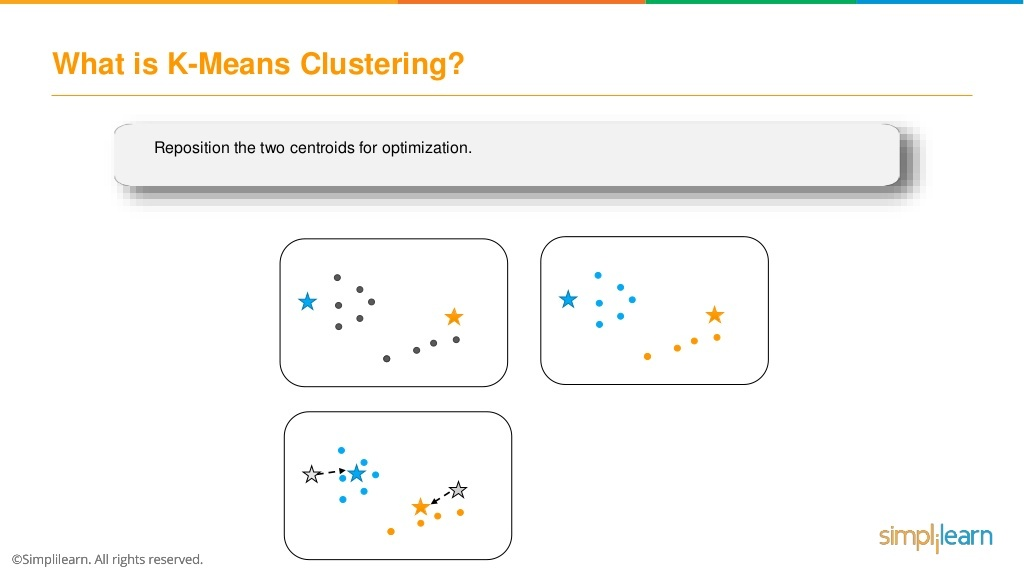 What is K-Means Clustering?
Reposition the two centroids for optimization.
simplilearn
©Simplilearn. All rights reserved.